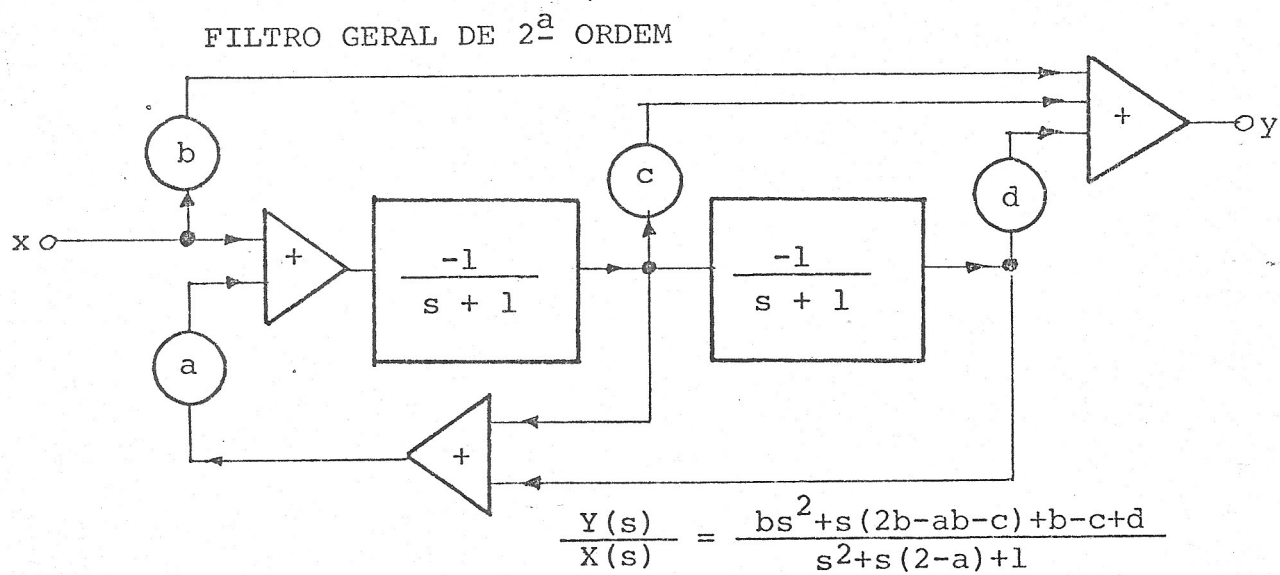 FILTRO GERAL DE 2ª ORDEM
b
c
+
y
d
x
+
-1
s + 1
-1
s + 1
a
+
Y(s)/X(s) = bs²+s(2b-ab-c)+b-c+d/s²+s(2-a)+1